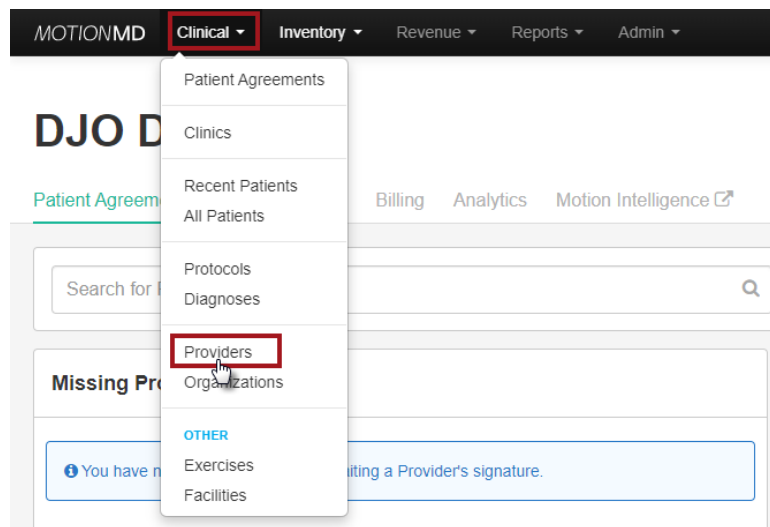 MOTIONMD Clinical Inventory Revenue Reports Admin
Patient Agreements
DJO D
Clinics
Recent Patients
Patient Agreem Billing Analytics Motion Intelligence
All Patients
Protocols
Search for
Diagnoses
Providers
Missing Pro
Organizations
OTHER
Exercises
You have n iting a Provider's signature.
Facilities